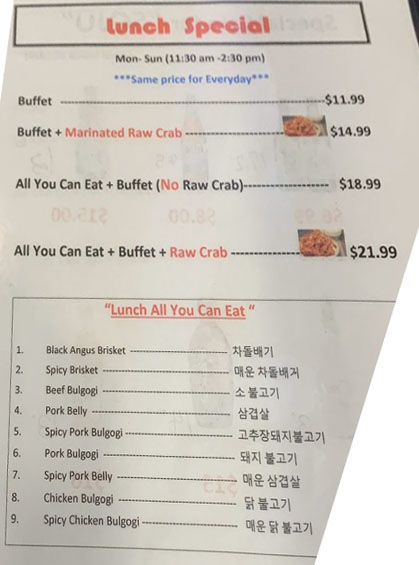 Lunch Special
Mon- Sun (11:30 am -2:30 pm)
***Same price for Everyday***
Buffet ---------------------------------------------------$11.99
Buffet + Marinated Raw Crab -------------------- $14.99
All You Can Eat + Buffet (No Raw Crab)------------------ $18.99
All You Can Eat + Buffet + Raw Crab -------------- $21.99
"Lunch All You Can Eat "
1. Black Angus Brisket ------------------------ 차돌배기
2. Spicy Brisket ------------------------------- 매운 차돌배거
3. Beef Bulgogi ------------------------------- 소 불고기
4. Pork Belly ---------------------------------- 삼겹살
5. Spicy Pork Bulgogi -------------------------- 고추장돼지불고기
6. Pork Bulgogi -------------------------------- 돼지 불고기
7. Spicy Pork Belly ----------------------------- 매운 삼겹살
8. Chicken Bulgogi ----------------------------- 닭 불고기
9. Spicy Chicken Bulgogi ----------------------- 매운 닭 불고기